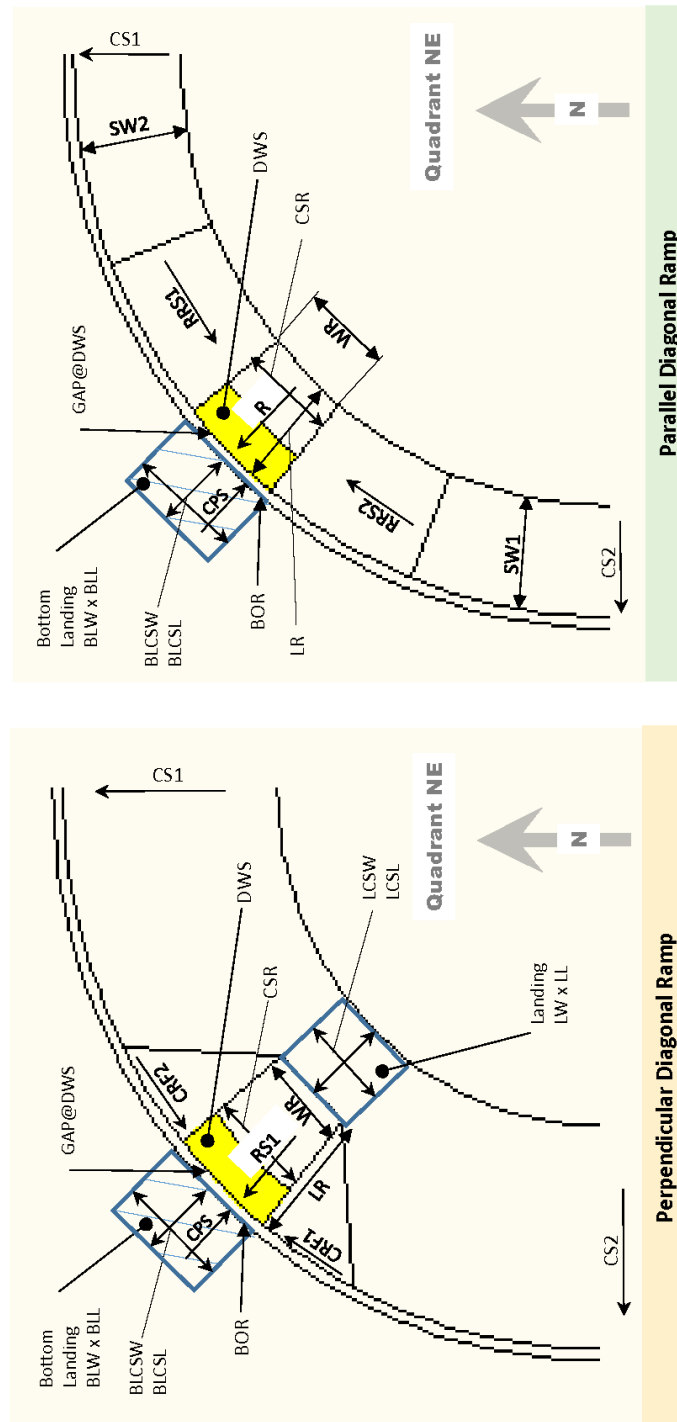 CS1
SW2
DWS
CSR
RRS1
WR
GAP@DWS
R
CPS
Bottom
Landing
BLW x BLL
BLCSW
BLCSL
BOR
LR
RRS2
SW1
CS2
Quadrant NE
N
Parallel Diagonal Ramp
CS1
DWS
CSR
LCSW
LCSL
Landing
LW x LL
GAP@DWS
CRF2
WR
RS1
LR
CPS
Bottom
Landing
BLW x BLL
BLCSW
BLCSL
BOR
CRF1
CS2
Quadrant NE
N
Perpendicular Diagonal Ramp